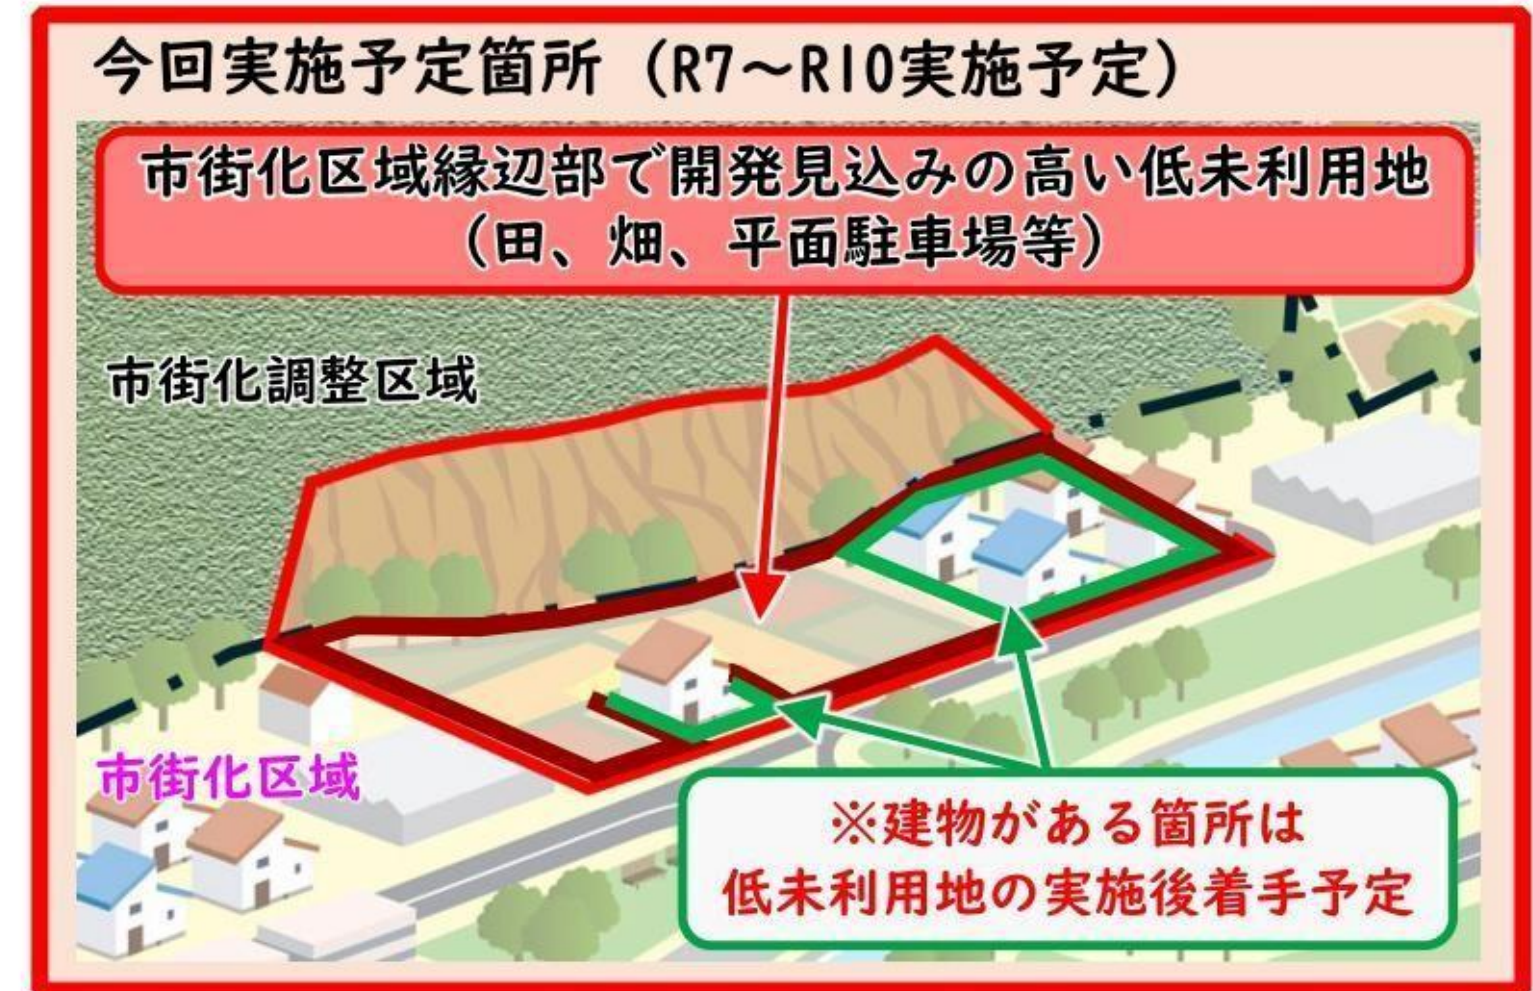 今回実施予定箇所（R7～R10実施予定）
市街化区域縁辺部で開発見込みの高い低未利用地
（田、畑、平面駐車場等）
市街化調整区域
市街化区域
※建物がある箇所は
低未利用地の実施後着手予定